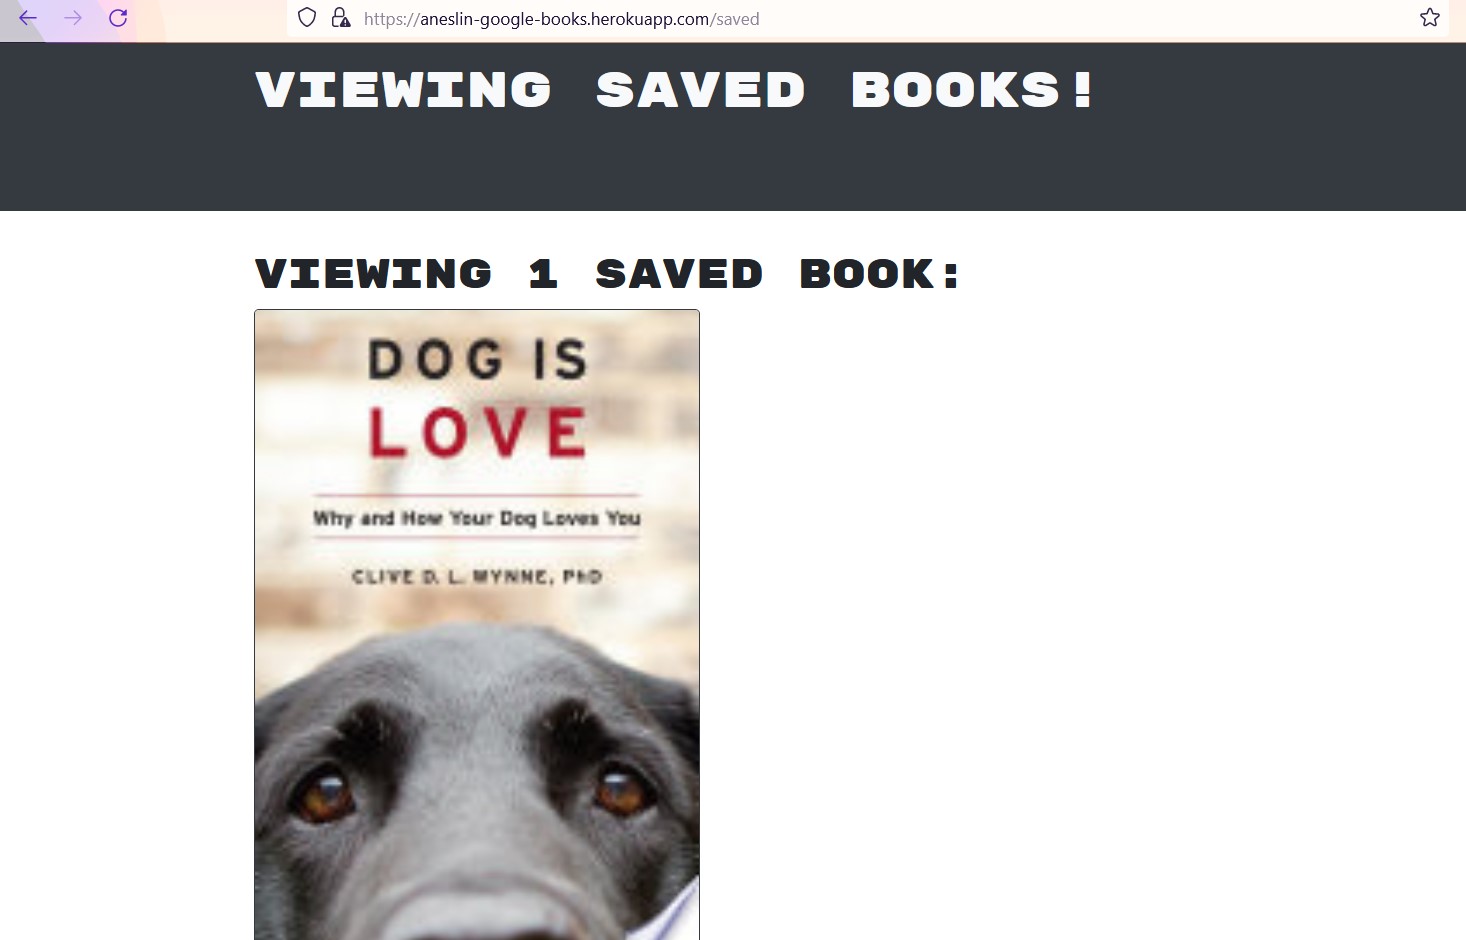 https://aneslin-google-books.herokuapp.com/saved
VIEWING SAVED BOOKS!
VIEWING 1 SAVED BOOK:
DOG IS
LOVE
Why and How Your Dog Loves You
CLIVE D. L. WYNNE, PhD